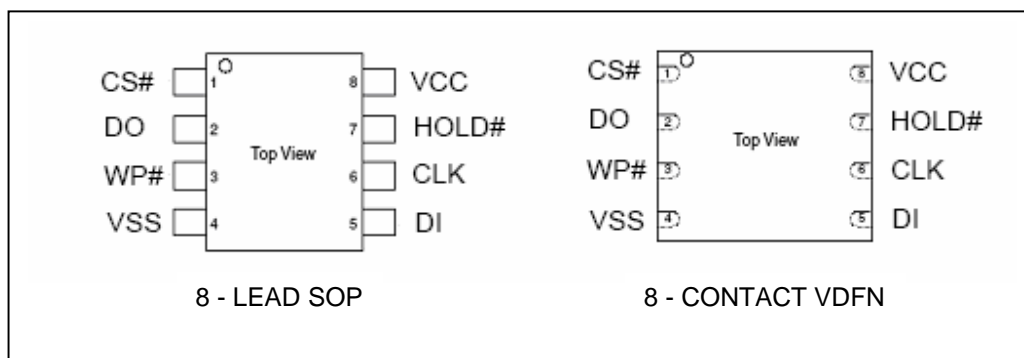 CS# 1 8 VCC
DO 2 7 HOLD#
Top View
WP# 3 6 CLK
VSS 4 5 DI
8 - LEAD SOP
CS# 1 8 VCC
DO 2 7 HOLD#
Top View
WP# 3 6 CLK
VSS 4 5 DI
8 - CONTACT VDFN